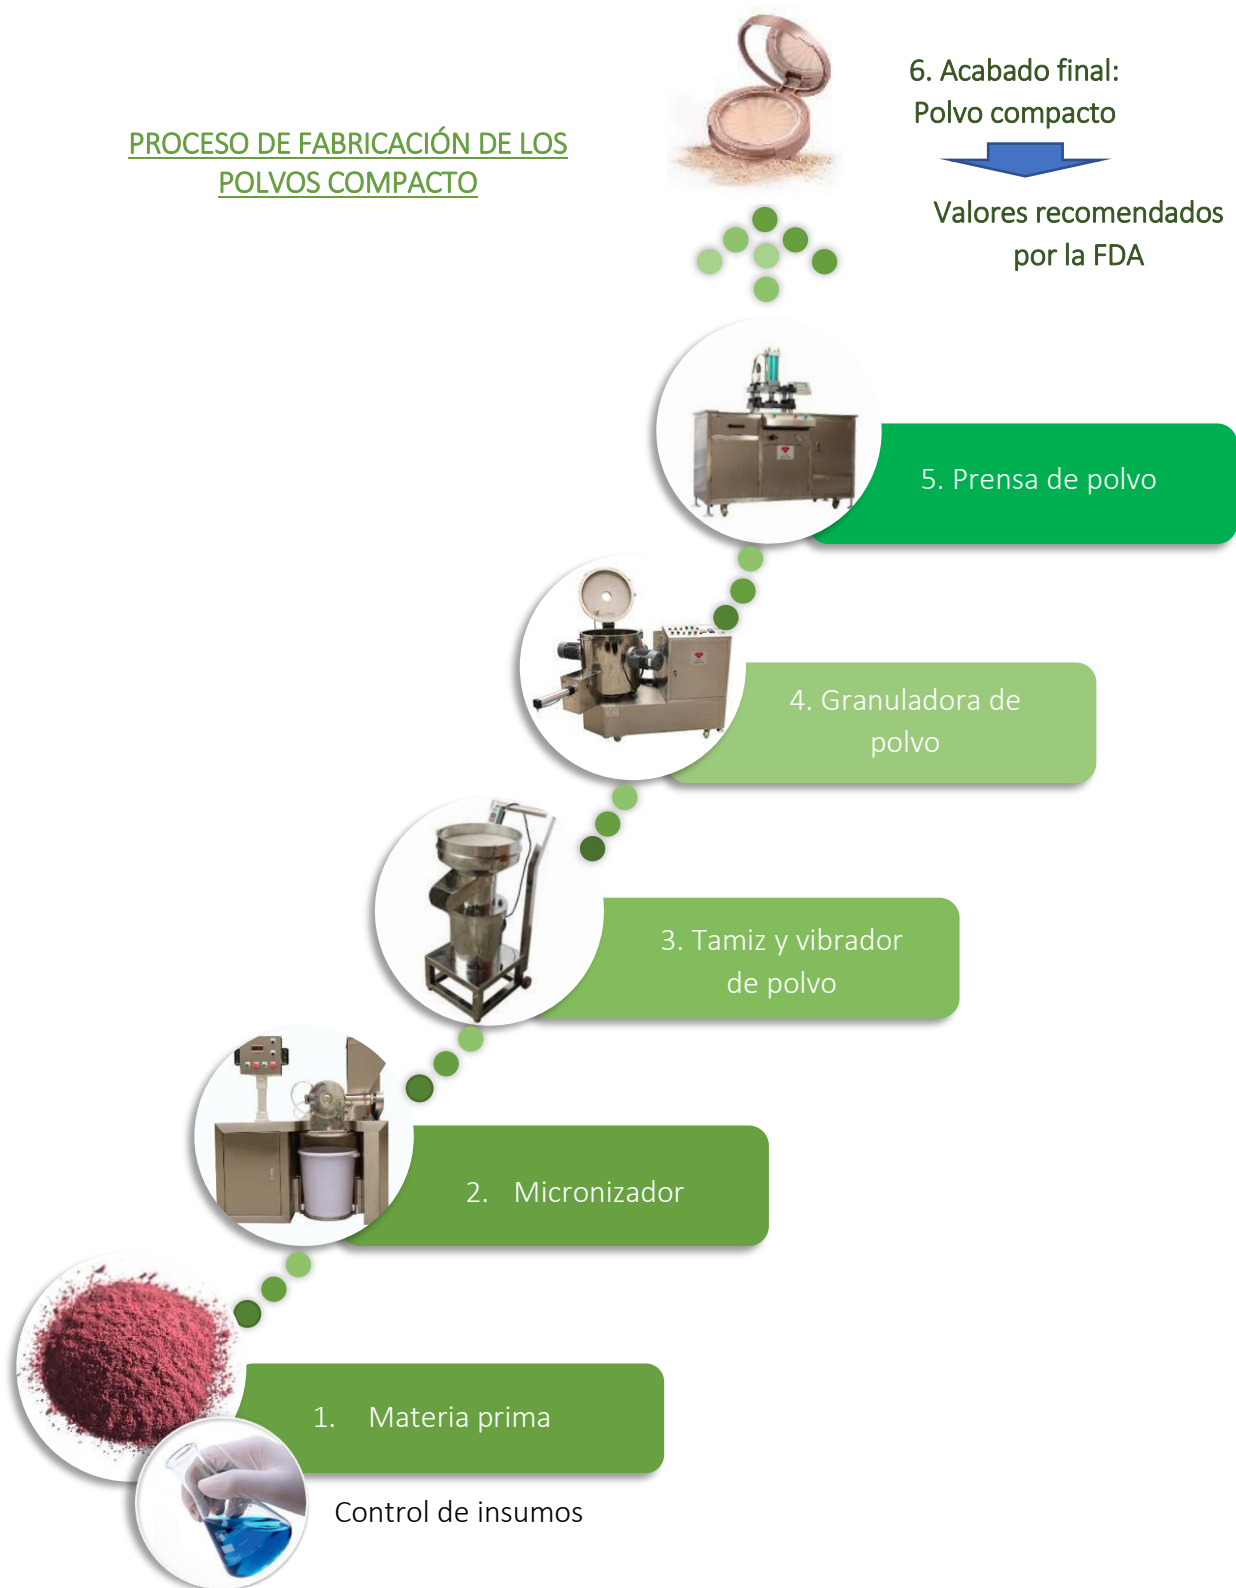 PROCESO DE FABRICACIÓN DE LOS
POLVOS COMPACTO
6. Acabado final:
Polvo compacto
Valores recomendados
por la FDA
5. Prensa de polvo
4. Granuladora de
polvo
3. Tamiz y vibrador
de polvo
2. Micronizador
1. Materia prima
Control de insumos